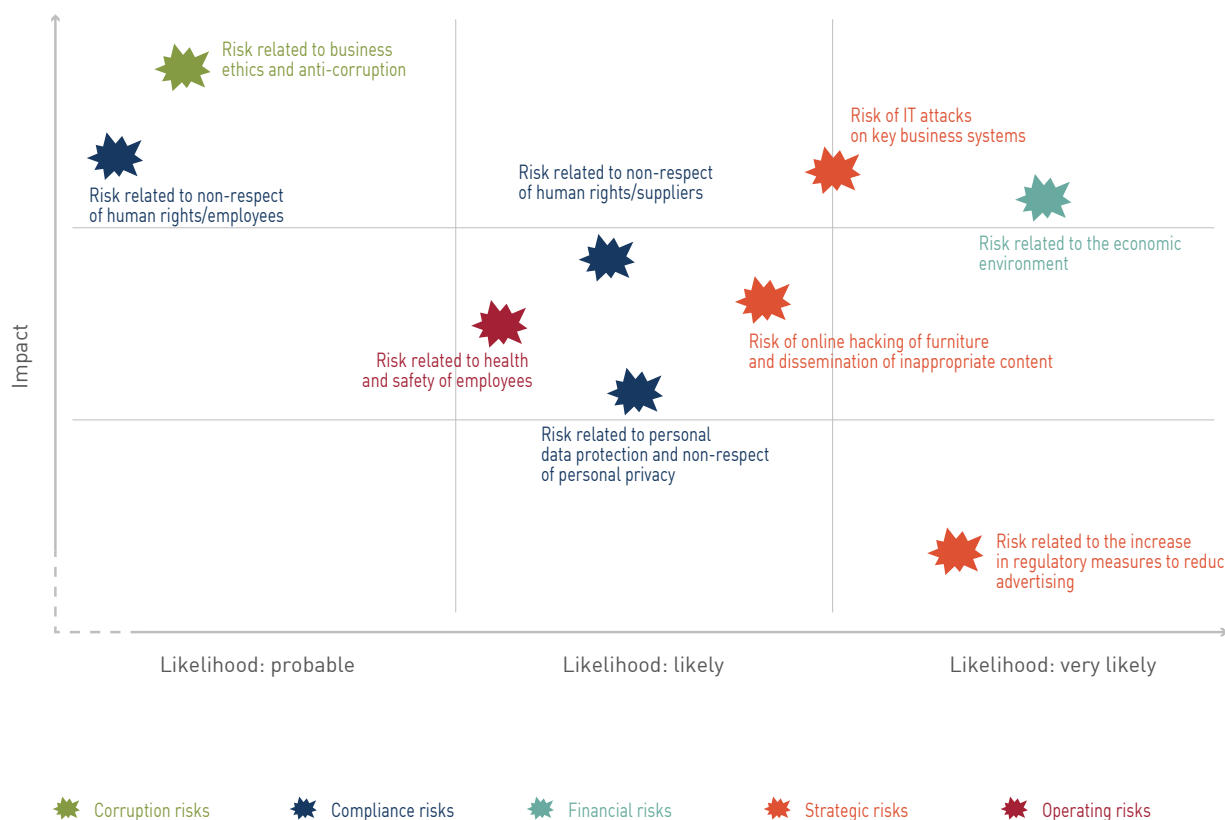 Risk related to business
ethics and anti-corruption
Risk of IT attacks
on key business systems
Risk related to non-respect
of human rights/suppliers
Risk related to non-respect
of human rights/employees
Risk related to the economic
environment
Impact
Risk of online hacking of furniture
and dissemination of inappropriate content
Risk related to health
and safety of employees
Risk related to personal
data protection and non-respect
of personal privacy
Risk related to the increase
in regulatory measures to reduc
advertising
Likelihood: probable
Likelihood: likely
Likelihood: very likely
Corruption risks
Compliance risks
Financial risks
Strategic risks
Operating risks